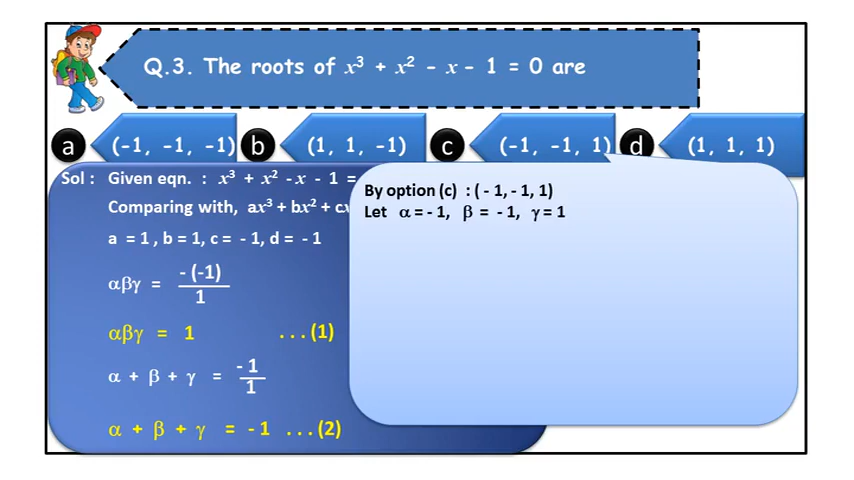 Q.3. The roots of x³ + x² - x - 1 = 0 are
a (-1, -1, -1) b (1, 1, -1) c (-1, -1, 1) d (1, 1, 1)
Sol : Given eqn. : x³ + x² - x - 1 =
Comparing with, ax³ + bx² + cx
a = 1 , b = 1, c = - 1, d = - 1
αβγ = - (-1) / 1
αβγ = 1 . . . (1)
α + β + γ = - 1 / 1
α + β + γ = - 1 . . . (2)
By option (c) : ( - 1, - 1, 1)
Let α = - 1, β = - 1, γ = 1